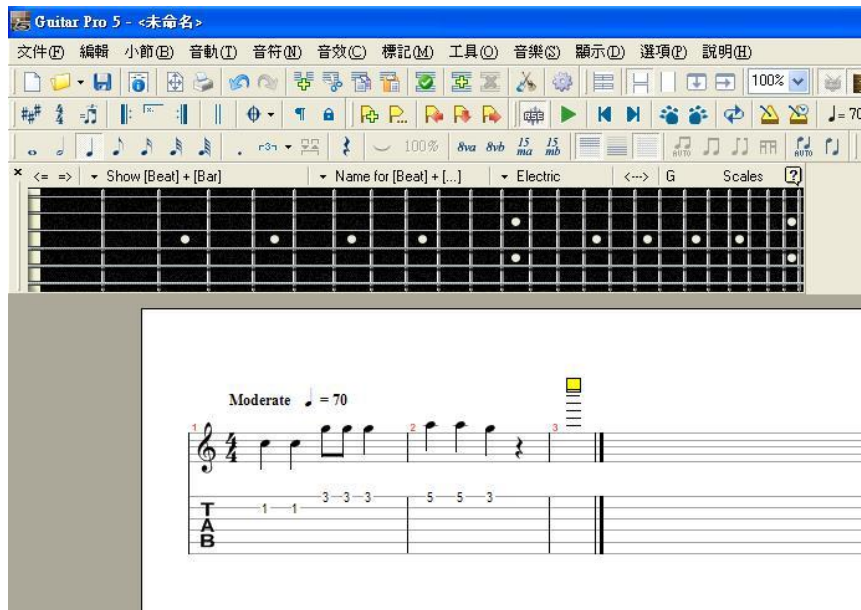 Guitar Pro 5 - <未命名>
文件(F) 編輯 小節(B) 音軌(T) 音符(N) 音效(C) 標記(M) 工具(O) 音樂(S) 顯示(D) 選項(P) 說明(H)
100%
= 70
3 100% 8va 8vb 15 ma 15 mb AUTO AUTO
× <= => Show [Beat] + [Bar] Name for [Beat] + [...] Electric <---> G Scales ?
Moderate = 70
1 2 3
4 4
3 3 3 5 5 3
T 1 1
A
B